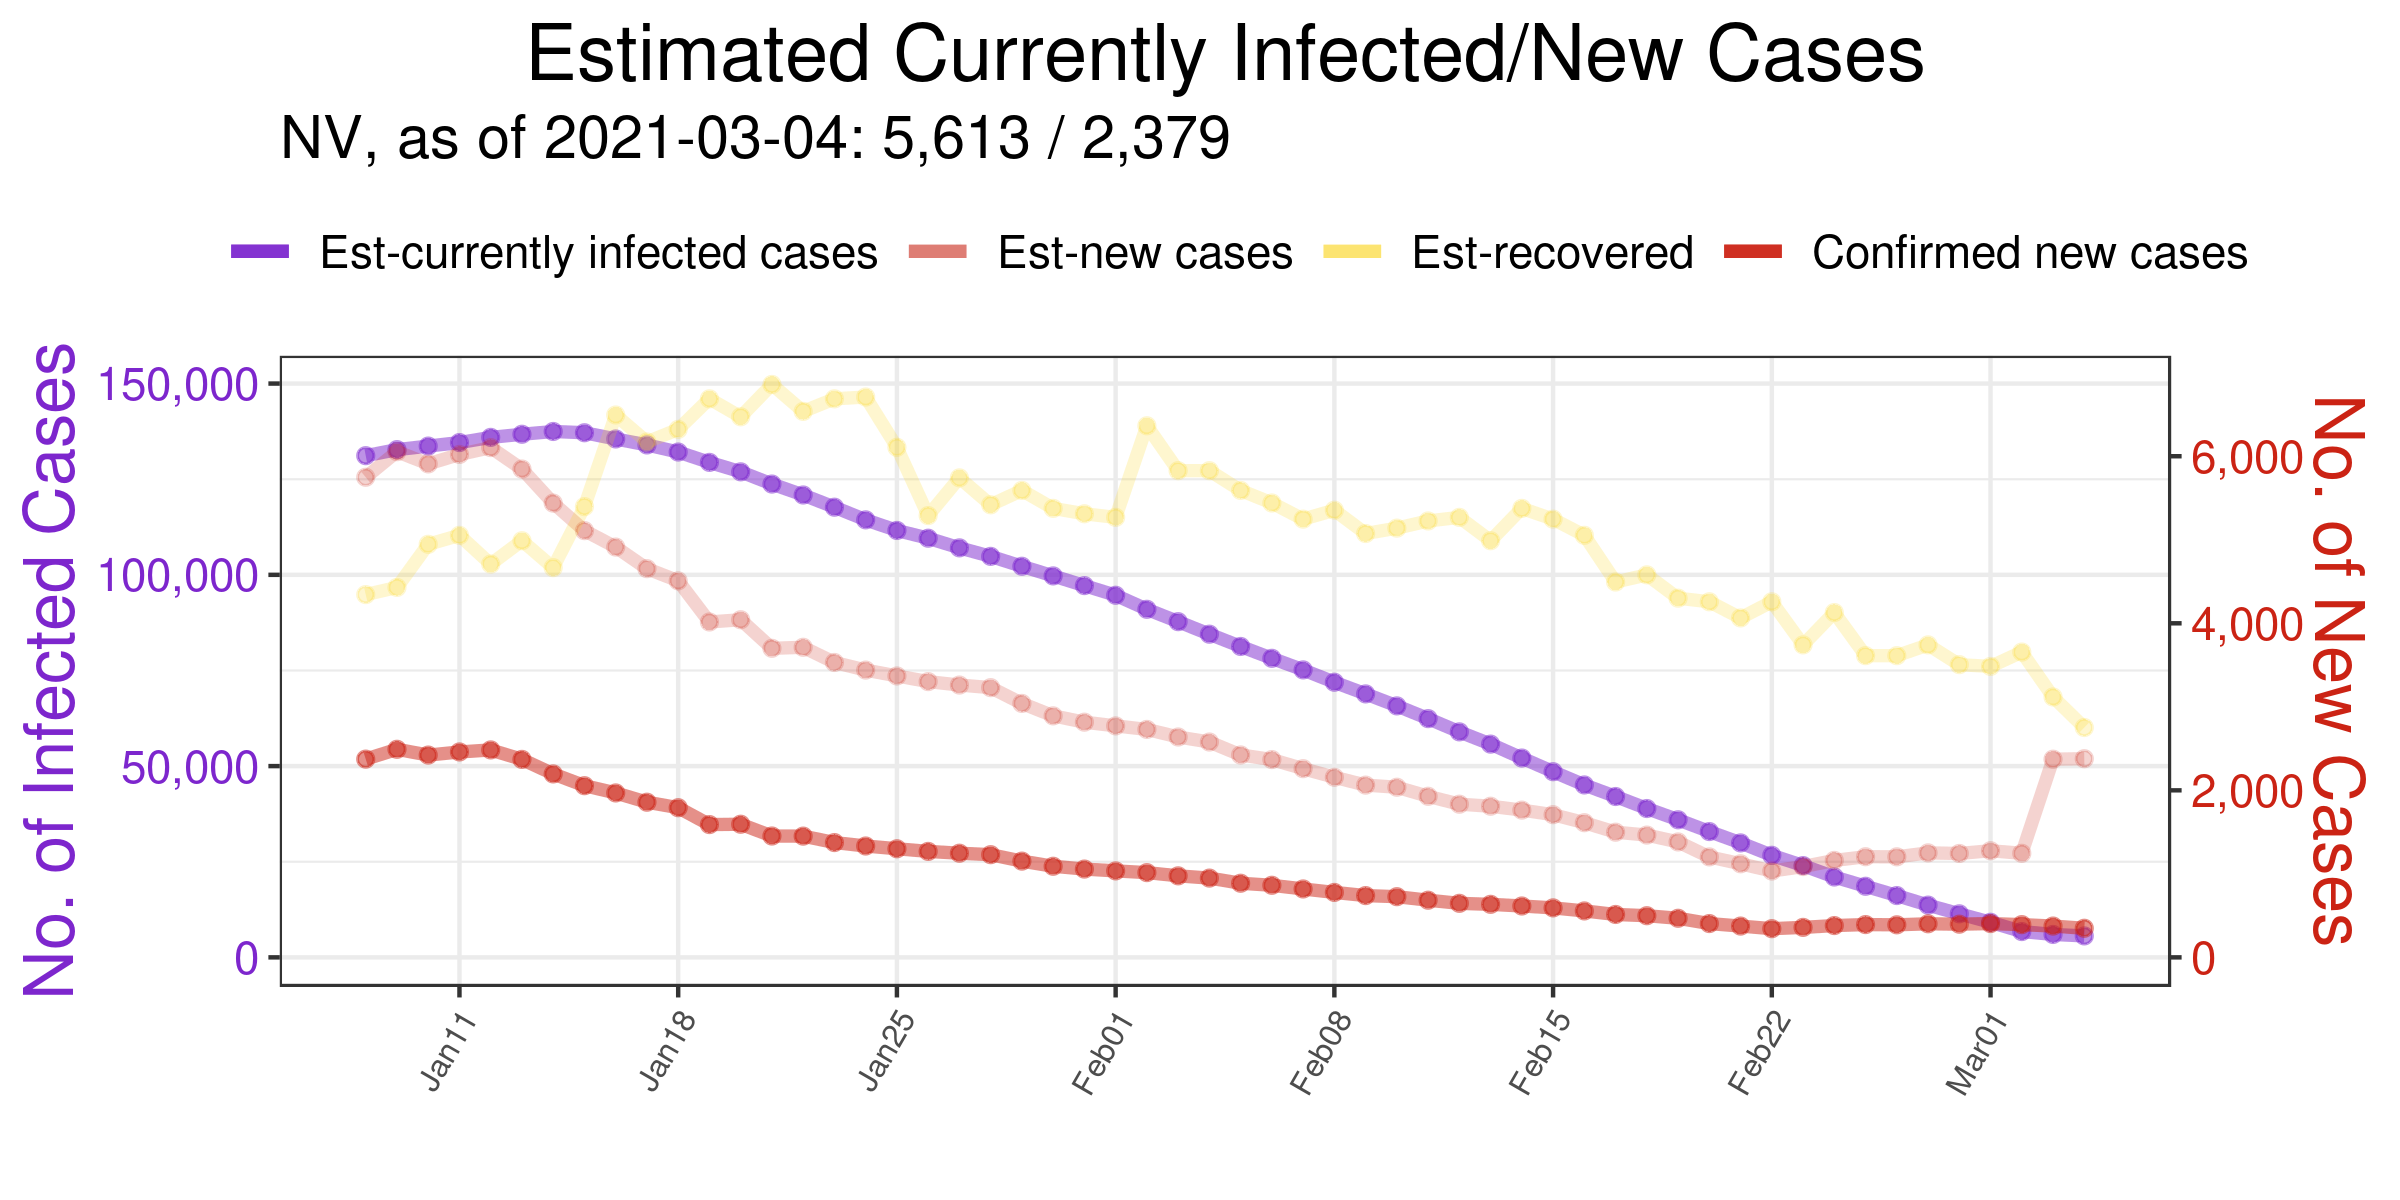 Estimated Currently Infected/New Cases
NV, as of 2021-03-04: 5,613 / 2,379
Est-currently infected cases Est-new cases Est-recovered Confirmed new cases
No. of Infected Cases
150,000
100,000
50,000
0
6,000
4,000
2,000
0
No. of New Cases
Jan11 Jan18 Jan25 Feb01 Feb08 Feb15 Feb22 Mar01